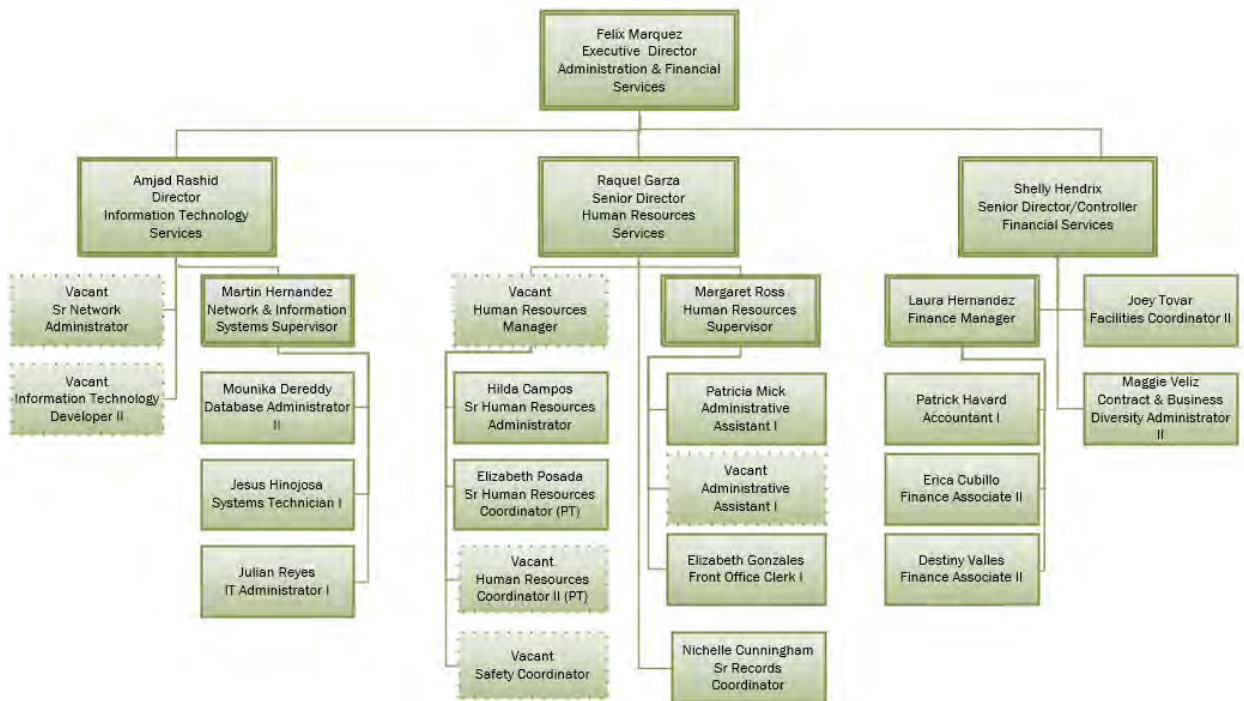 Felix Marquez
Executive Director
Administration & Financial
Services
Amjad Rashid
Director
Information Technology
Services
Raquel Garza
Senior Director
Human Resources
Services
Shelly Hendrix
Senior Director/Controller
Financial Services
Vacant
Sr Network
Administrator
Martin Hernandez
Network & Information
Systems Supervisor
Vacant
Information Technology
Developer II
Mounika Dereddy
Database Administrator
II
Jesus Hinojosa
Systems Technician I
Julian Reyes
IT Administrator I
Vacant
Human Resources
Manager
Margaret Ross
Human Resources
Supervisor
Hilda Campos
Sr Human Resources
Administrator
Elizabeth Posada
Sr Human Resources
Coordinator (PT)
Vacant
Human Resources
Coordinator II (PT)
Vacant
Safety Coordinator
Patricia Mick
Administrative
Assistant I
Vacant
Administrative
Assistant I
Elizabeth Gonzales
Front Office Clerk I
Nichelle Cunningham
Sr Records
Coordinator
Laura Hernandez
Finance Manager
Joey Tovar
Facilities Coordinator II
Patrick Havard
Accountant I
Maggie Veliz
Contract & Business
Diversity Administrator
II
Erica Cubillo
Finance Associate II
Destiny Valles
Finance Associate II